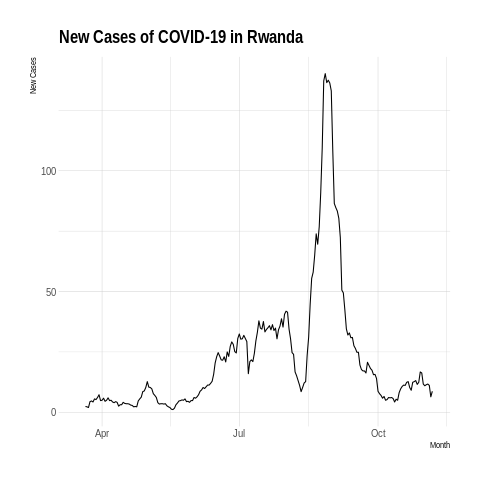 New Cases of COVID-19 in Rwanda
New Cases
100
50
0
Apr Jul Oct
Month